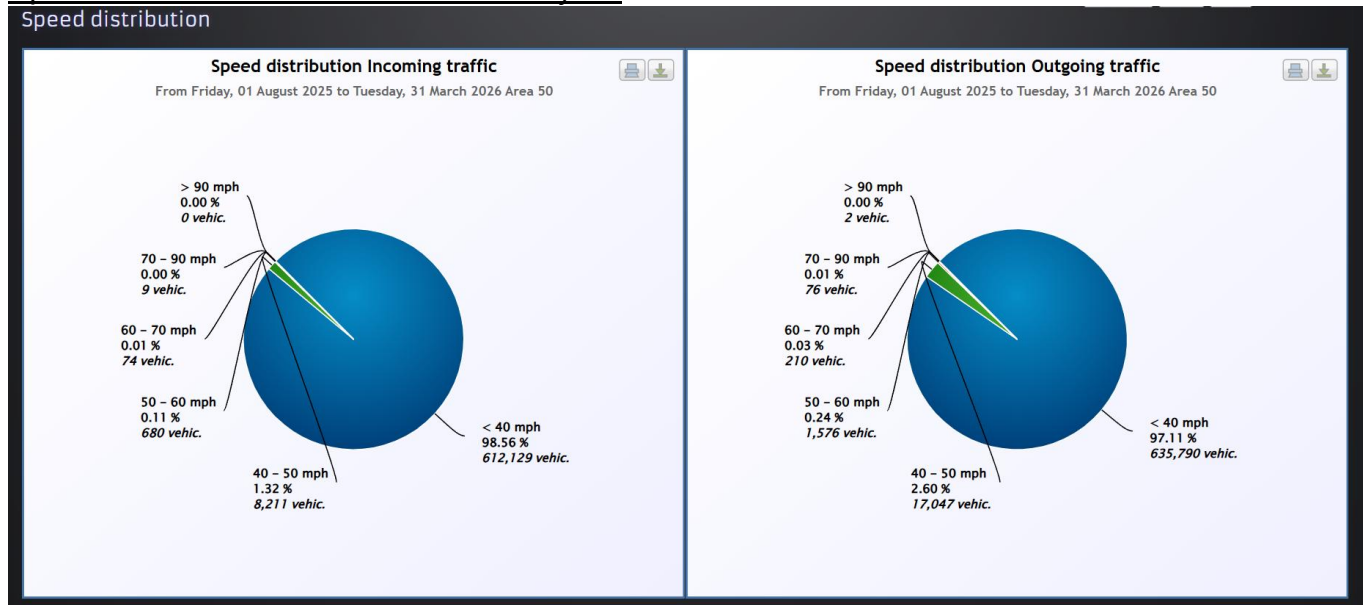 Speed distribution
Speed distribution Incoming traffic
From Friday, 01 August 2025 to Tuesday, 31 March 2026 Area 50
> 90 mph
0.00 %
0 vehic.
70 – 90 mph
0.00 %
9 vehic.
60 – 70 mph
0.01 %
74 vehic.
50 – 60 mph
0.11 %
680 vehic.
40 – 50 mph
1.32 %
8,211 vehic.
< 40 mph
98.56 %
612,129 vehic.
Speed distribution Outgoing traffic
From Friday, 01 August 2025 to Tuesday, 31 March 2026 Area 50
> 90 mph
0.00 %
2 vehic.
70 – 90 mph
0.01 %
76 vehic.
60 – 70 mph
0.03 %
210 vehic.
50 – 60 mph
0.24 %
1,576 vehic.
40 – 50 mph
2.60 %
17,047 vehic.
< 40 mph
97.11 %
635,790 vehic.